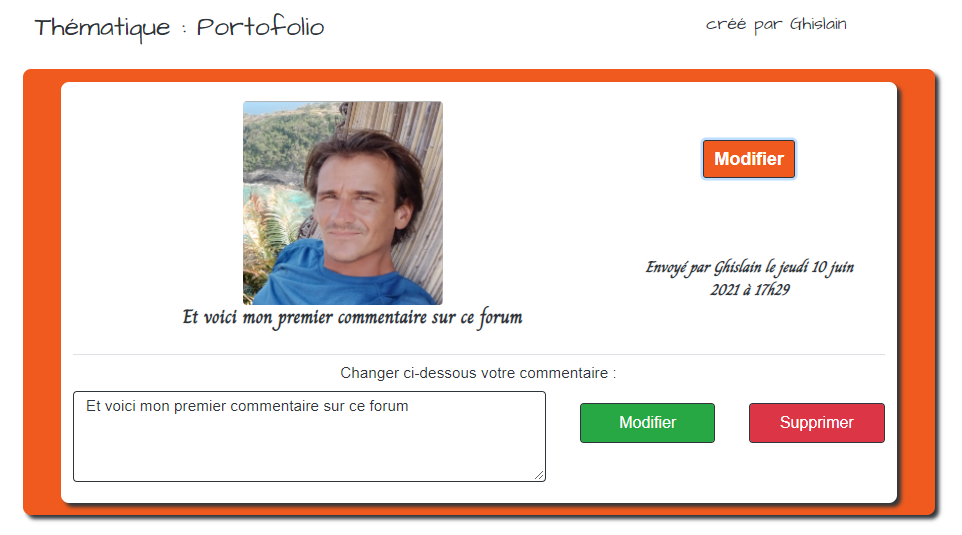 Thématique : Portofolio
créé par Ghislain
Modifier
Envoyé par Ghislain le jeudi 10 juin
2021 à 17h29
Et voici mon premier commentaire sur ce forum
Changer ci-dessous votre commentaire :
Et voici mon premier commentaire sur ce forum
Modifier
Supprimer